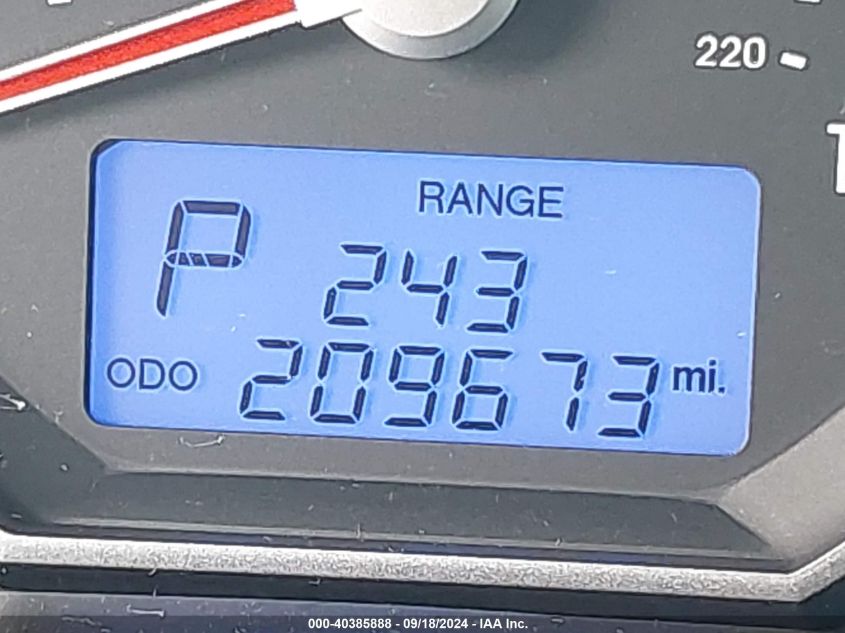 220
RANGE
P 243
ODO 209673 mi.
000-40385888 - 09/18/2024 - IAA Inc.